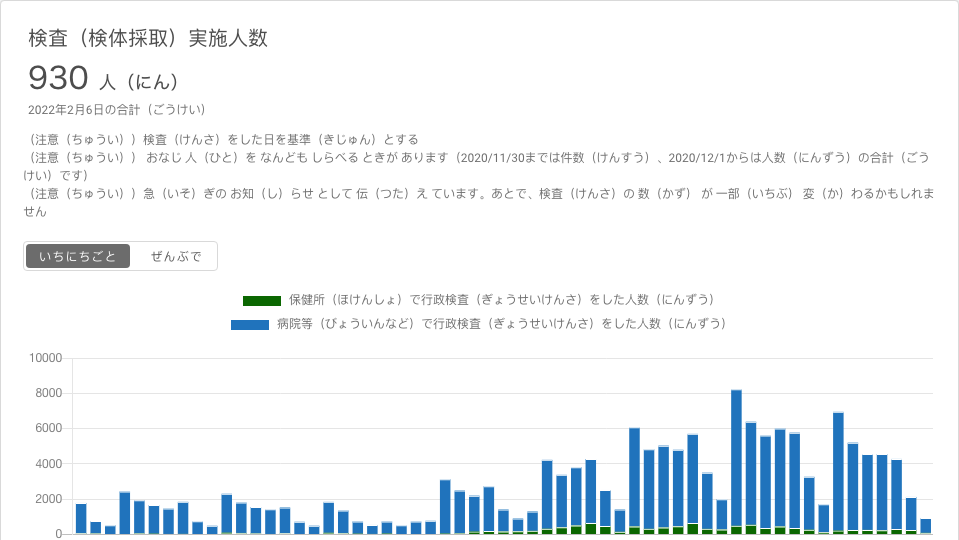 検査（検体採取）実施人数
930 人（にん）
2022年2月6日の合計（ごうけい）
（注意（ちゅうい））検査（けんさ）をした日を基準（きじゅん）とする
（注意（ちゅうい）） おなじ 人（ひと）を なんども しらべる ときが あります（2020/11/30までは件数（けんすう）、2020/12/1からは人数（にんずう）の合計（ごう
けい）です）
（注意（ちゅうい））急（いそ）ぎの お知（し）らせ として 伝（つた）え ています。あとで、検査（けんさ）の 数（かず） が 一部（いちぶ） 変（か）わるかもしれま
せん
いちにちごと ぜんぶで
保健所（ほけんしょ）で行政検査（ぎょうせいけんさ）をした人数（にんずう）
病院等（びょういんなど）で行政検査（ぎょうせいけんさ）をした人数（にんずう）
10000
8000
6000
4000
2000
0